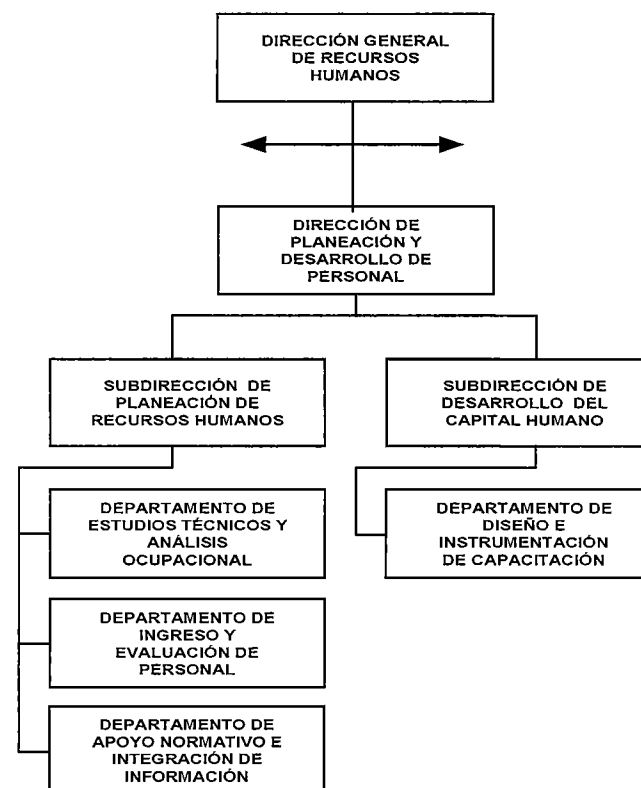 DIRECCIÓN GENERAL
DE RECURSOS
HUMANOS
DIRECCIÓN DE
PLANEACIÓN Y
DESARROLLO DE
PERSONAL
SUBDIRECCIÓN DE
PLANEACIÓN DE
RECURSOS HUMANOS
SUBDIRECCIÓN DE
DESARROLLO DEL
CAPITAL HUMANO
DEPARTAMENTO DE
ESTUDIOS TÉCNICOS Y
ANÁLISIS
OCUPACIONAL
DEPARTAMENTO DE
DISEÑO E
INSTRUMENTACIÓN
DE CAPACITACIÓN
DEPARTAMENTO DE
INGRESO Y
EVALUACIÓN DE
PERSONAL
DEPARTAMENTO DE
APOYO NORMATIVO E
INTEGRACIÓN DE
INFORMACIÓN